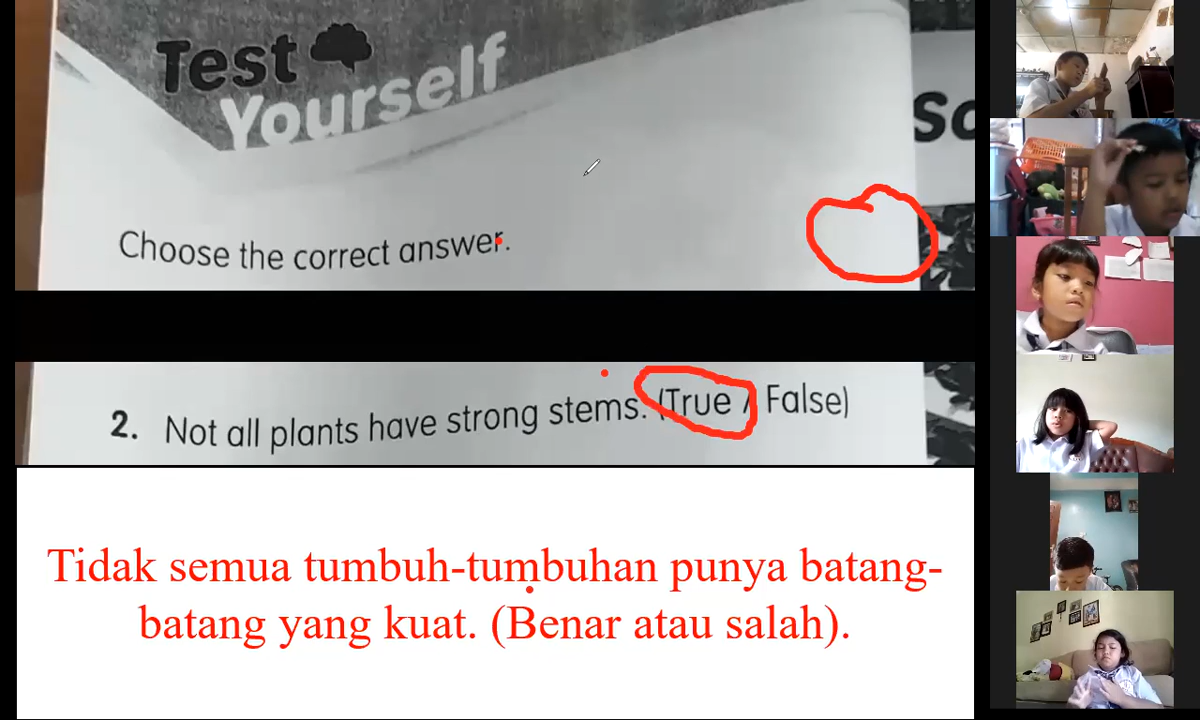 Test
Yourself
Sc
Choose the correct answer.
2. Not all plants have strong stems. (True / False)
Tidak semua tumbuh-tumbuhan punya batang-
batang yang kuat. (Benar atau salah).